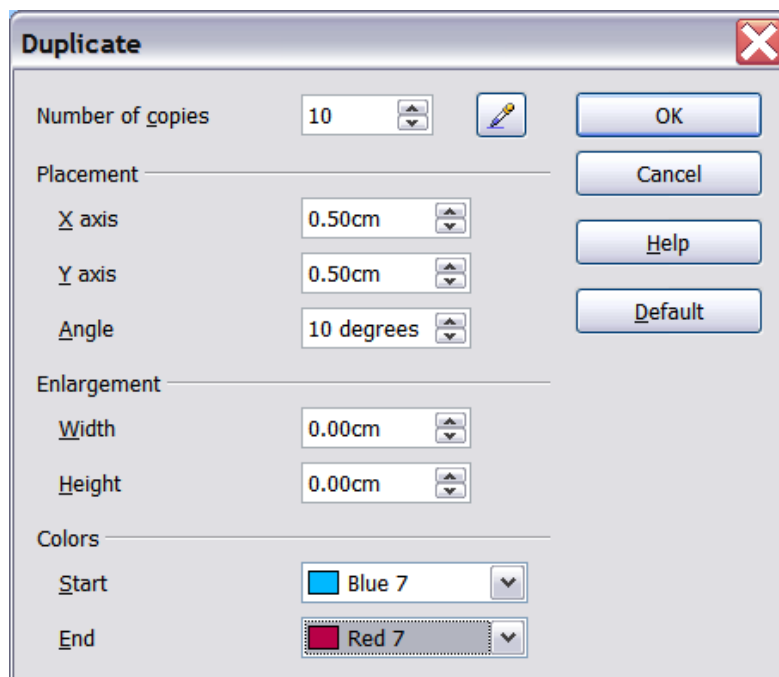 Duplicate
Number of copies 10
OK
Placement
Cancel
X axis 0.50cm
Help
Y axis 0.50cm
Default
Angle 10 degrees
Enlargement
Width 0.00cm
Height 0.00cm
Colors
Start Blue 7
End Red 7